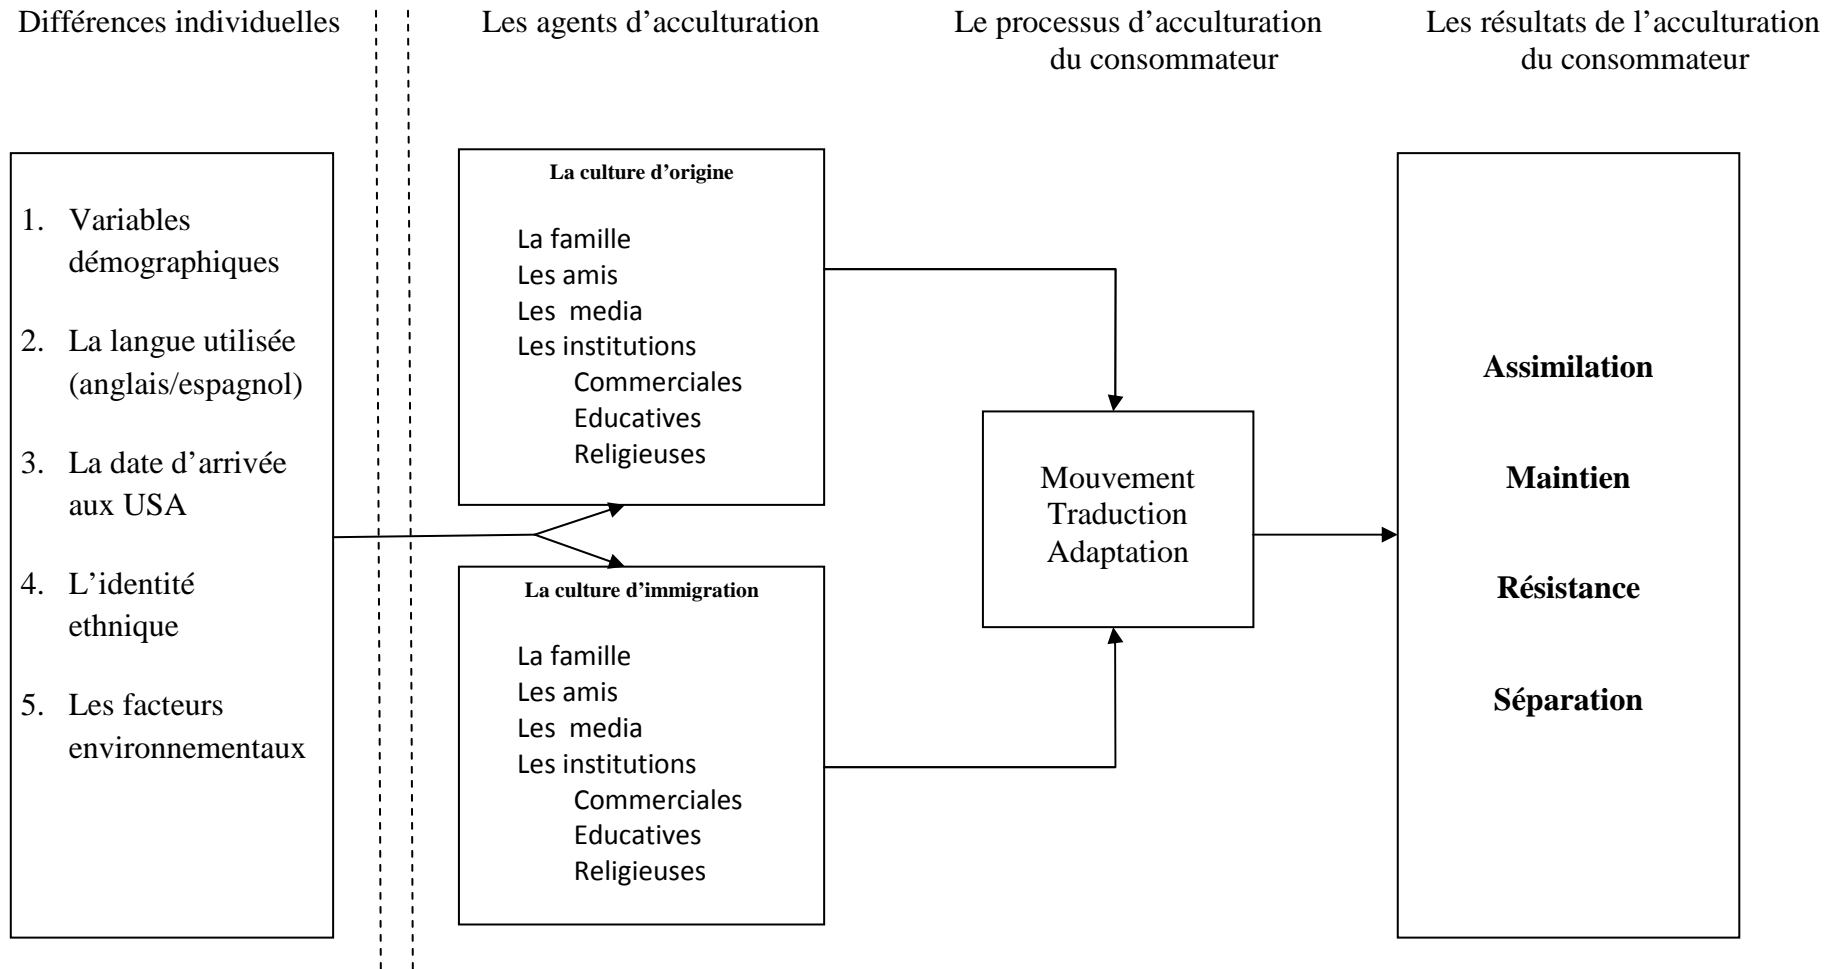 Différences individuelles
Les agents d’acculturation
Le processus d’acculturation
du consommateur
Les résultats de l’acculturation
du consommateur
1. Variables
démographiques
2. La langue utilisée
(anglais/espagnol)
3. La date d’arrivée
aux USA
4. L’identité
ethnique
5. Les facteurs
environnementaux
La culture d’origine
La famille
Les amis
Les  media
Les institutions
Commerciales
Educatives
Religieuses
La culture d’immigration
La famille
Les amis
Les  media
Les institutions
Commerciales
Educatives
Religieuses
Mouvement
Traduction
Adaptation
Assimilation
Maintien
Résistance
Séparation